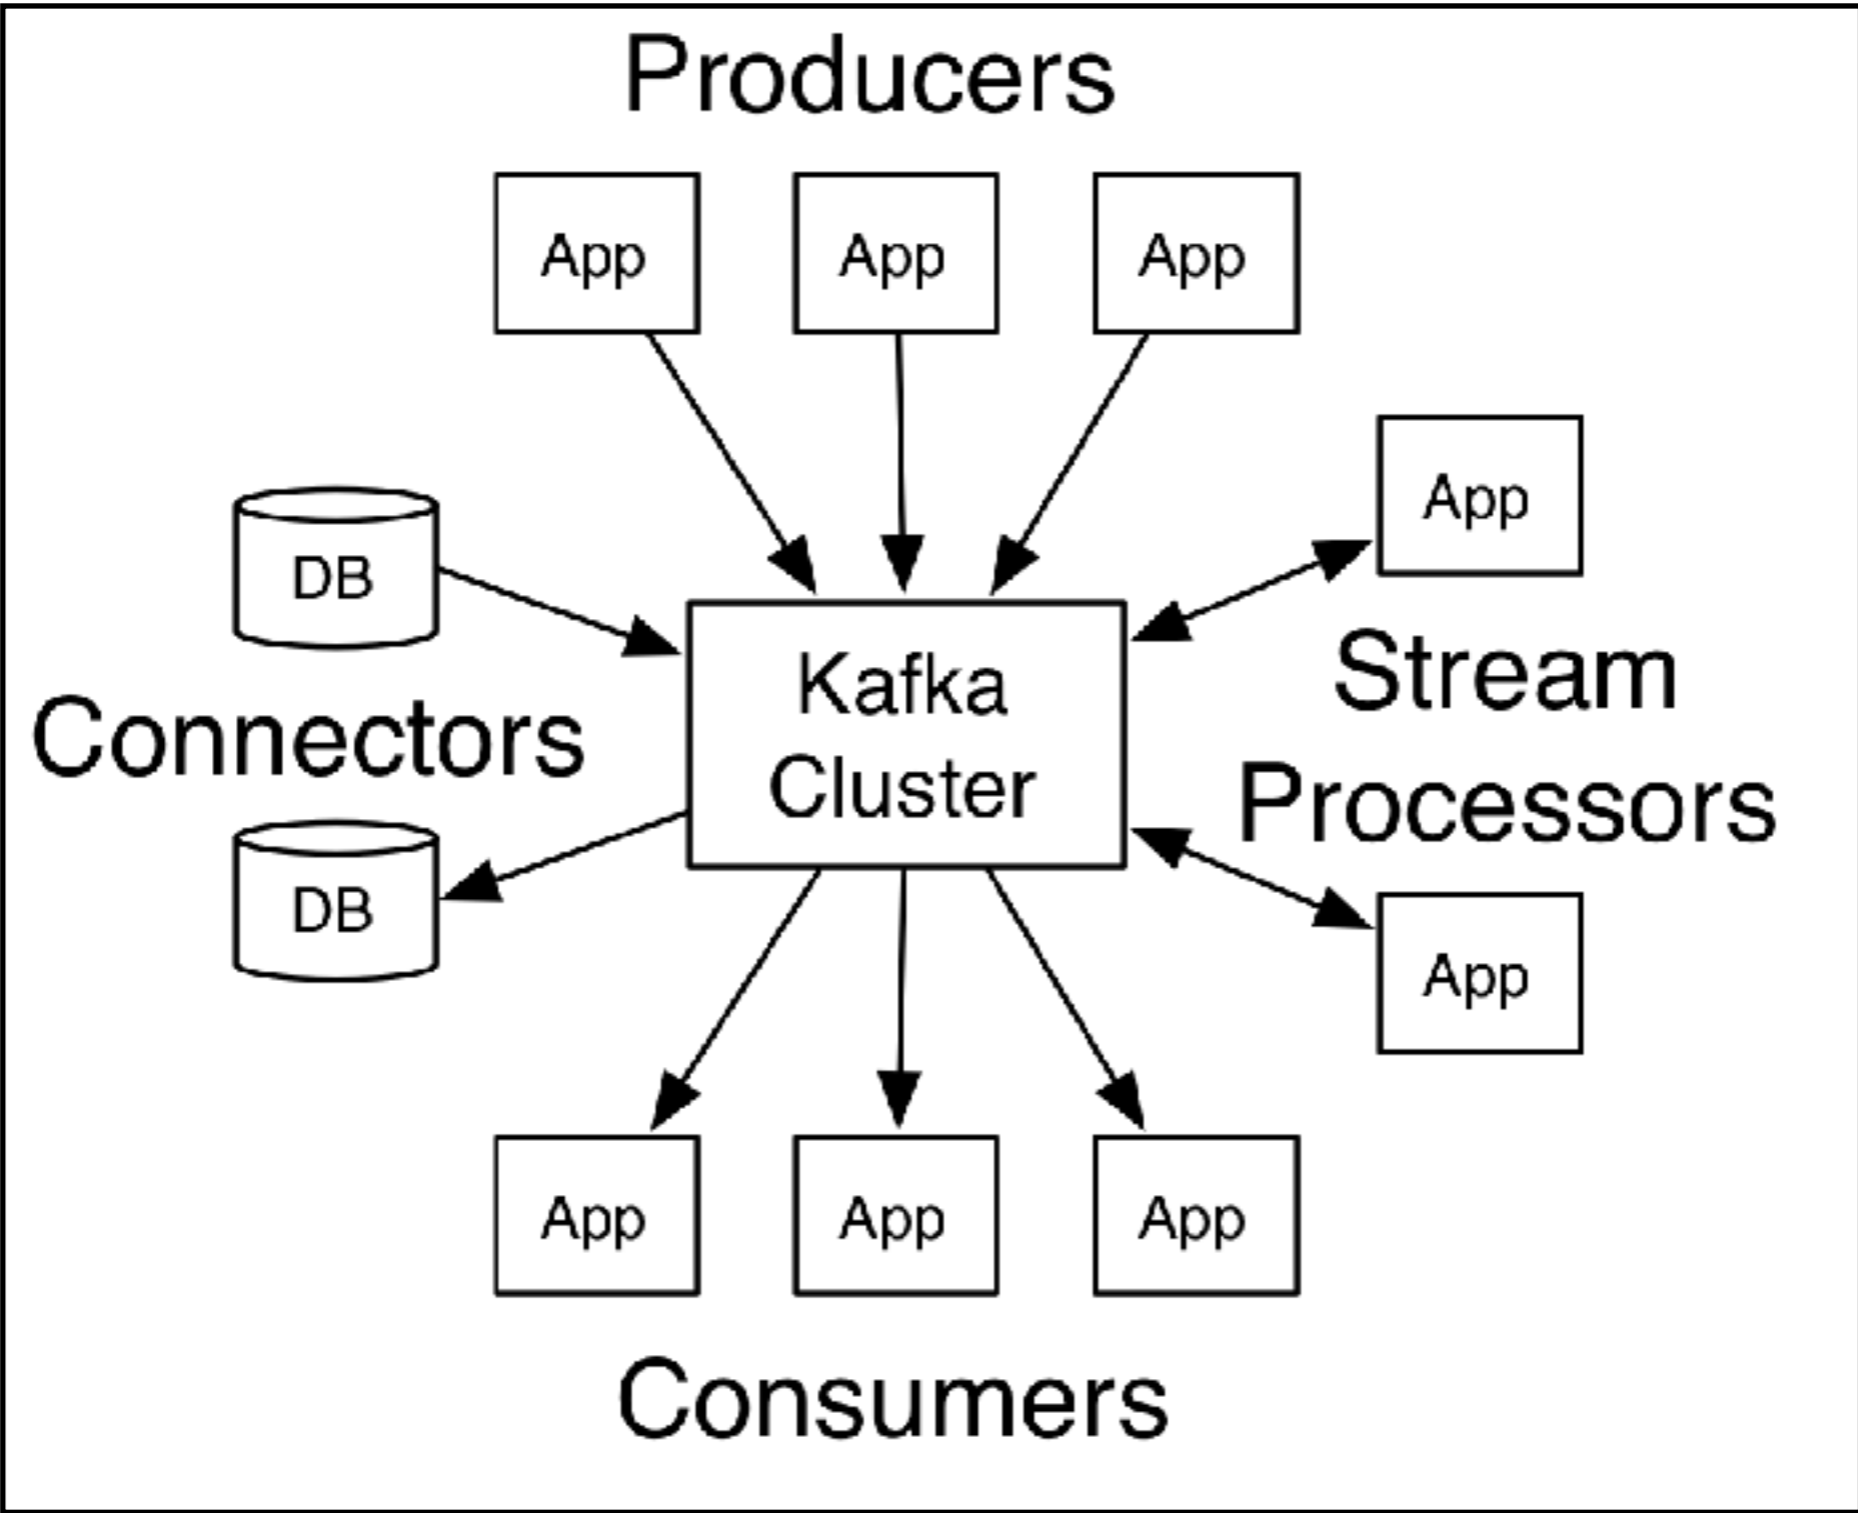 Producers
App
App
App
App
DB
Kafka
Cluster
Stream
Processors
Connectors
DB
App
App
App
App
Consumers